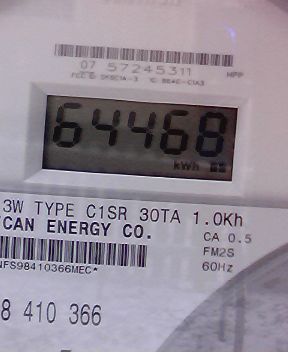 07 57245311
HPP
64468
kWh
3W TYPE C1SR 30TA 1.0Kh
CAN ENERGY CO.
CA 0.5
FM2S
60Hz
NFS98410366MEC*
8 410 366